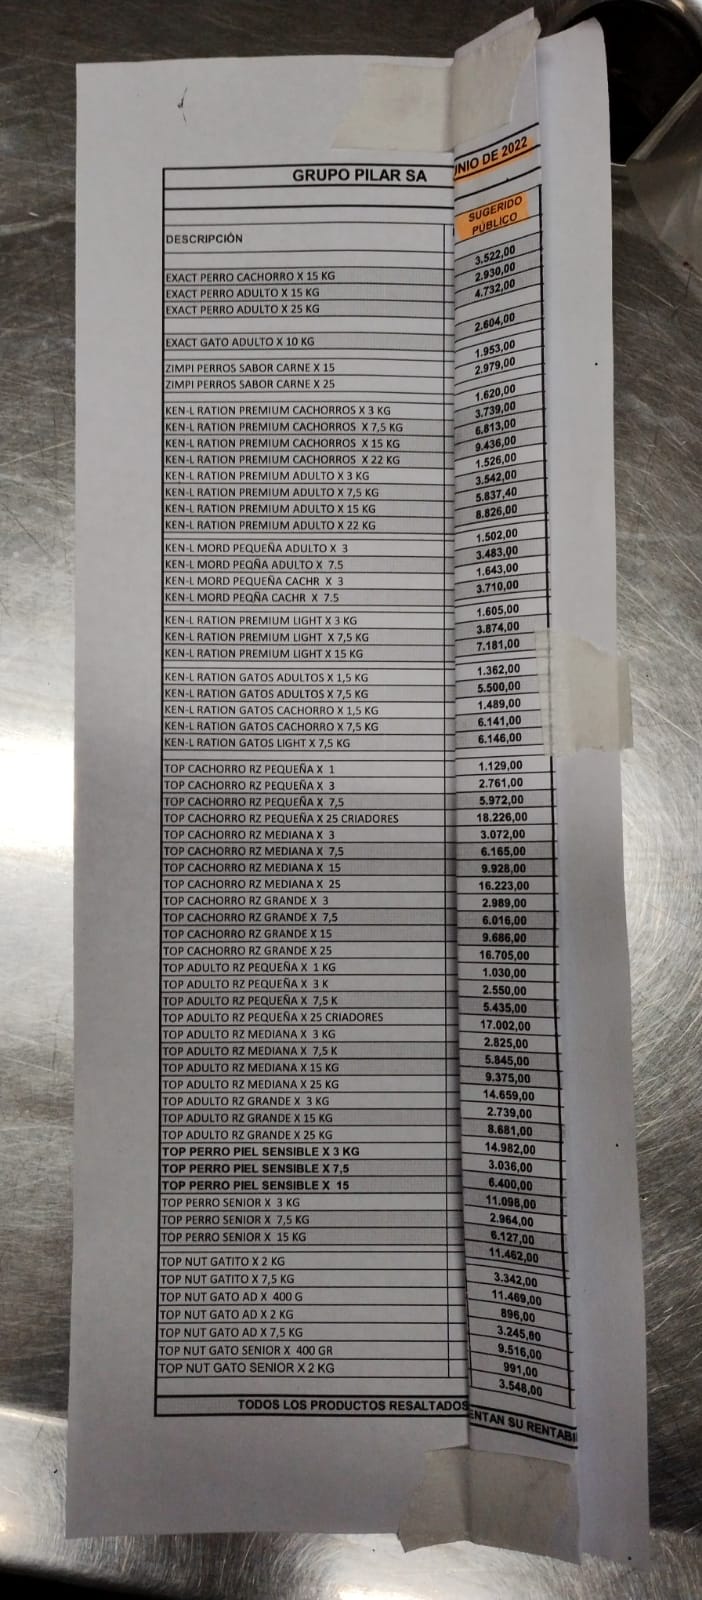 GRUPO PILAR SA UNIO DE 2022
SUGERIDO
DESCRIPCIÓN PÚBLICO
EXACT PERRO CACHORRO X 15 KG 3.522,00
EXACT PERRO ADULTO X 15 KG 2.930,00
EXACT PERRO ADULTO X 25 KG 4.732,00
EXACT GATO ADULTO X 10 KG 2.604,00
ZIMPI PERROS SABOR CARNE X 15 1.953,00
ZIMPI PERROS SABOR CARNE X 25 2.979,00
KEN-L RATION PREMIUM CACHORROS X 3 KG 1.620,00
KEN-L RATION PREMIUM CACHORROS X 7,5 KG 3.739,00
KEN-L RATION PREMIUM CACHORROS X 15 KG 6.813,00
KEN-L RATION PREMIUM CACHORROS X 22 KG 9.436,00
KEN-L RATION PREMIUM ADULTO X 3 KG 1.526,00
KEN-L RATION PREMIUM ADULTO X 7,5 KG 3.542,00
KEN-L RATION PREMIUM ADULTO X 15 KG 5.837,40
KEN-L RATION PREMIUM ADULTO X 22 KG 8.826,00
KEN-L MORD PEQUEÑA ADULTO X 3 1.502,00
KEN-L MORD PEQÑA ADULTO X 7.5 3.483,00
KEN-L MORD PEQUEÑA CACHR X 3 1.643,00
KEN-L MORD PEQÑA CACHR X 7.5 3.710,00
KEN-L RATION PREMIUM LIGHT X 3 KG 1.605,00
KEN-L RATION PREMIUM LIGHT X 7,5 KG 3.874,00
KEN-L RATION PREMIUM LIGHT X 15 KG 7.181,00
KEN-L RATION GATOS ADULTOS X 1,5 KG 1.362,00
KEN-L RATION GATOS ADULTOS X 7,5 KG 5.500,00
KEN-L RATION GATOS CACHORRO X 1,5 KG 1.489,00
KEN-L RATION GATOS CACHORRO X 7,5 KG 6.141,00
KEN-L RATION GATOS LIGHT X 7,5 KG 6.146,00
TOP CACHORRO RZ PEQUEÑA X 1 1.129,00
TOP CACHORRO RZ PEQUEÑA X 3 2.761,00
TOP CACHORRO RZ PEQUEÑA X 7,5 5.972,00
TOP CACHORRO RZ PEQUEÑA X 25 CRIADORES 18.226,00
TOP CACHORRO RZ MEDIANA X 3 3.072,00
TOP CACHORRO RZ MEDIANA X 7,5 6.165,00
TOP CACHORRO RZ MEDIANA X 15 9.928,00
TOP CACHORRO RZ MEDIANA X 25 16.223,00
TOP CACHORRO RZ GRANDE X 3 2.989,00
TOP CACHORRO RZ GRANDE X 7,5 6.016,00
TOP CACHORRO RZ GRANDE X 15 9.686,00
TOP CACHORRO RZ GRANDE X 25 16.705,00
TOP ADULTO RZ PEQUEÑA X 1 KG 1.030,00
TOP ADULTO RZ PEQUEÑA X 3 K 2.550,00
TOP ADULTO RZ PEQUEÑA X 7,5 K 5.435,00
TOP ADULTO RZ PEQUEÑA X 25 CRIADORES 17.002,00
TOP ADULTO RZ MEDIANA X 3 KG 2.825,00
TOP ADULTO RZ MEDIANA X 7,5 K 5.845,00
TOP ADULTO RZ MEDIANA X 15 KG 9.375,00
TOP ADULTO RZ MEDIANA X 25 KG 14.659,00
TOP ADULTO RZ GRANDE X 3 KG 2.739,00
TOP ADULTO RZ GRANDE X 15 KG 8.681,00
TOP ADULTO RZ GRANDE X 25 KG 14.982,00
TOP PERRO PIEL SENSIBLE X 3 KG 3.036,00
TOP PERRO PIEL SENSIBLE X 7,5 6.400,00
TOP PERRO PIEL SENSIBLE X 15 11.098,00
TOP PERRO SENIOR X 3 KG 2.964,00
TOP PERRO SENIOR X 7,5 KG 6.127,00
TOP PERRO SENIOR X 15 KG 11.462,00
TOP NUT GATITO X 2 KG 3.342,00
TOP NUT GATITO X 7,5 KG 11.469,00
TOP NUT GATO AD X 400 G 896,00
TOP NUT GATO AD X 2 KG 3.245,00
TOP NUT GATO AD X 7,5 KG 9.516,00
TOP NUT GATO SENIOR X 400 GR 991,00
TOP NUT GATO SENIOR X 2 KG 3.548,00
TODOS LOS PRODUCTOS RESALTADOS ENTAN SU RENTABI